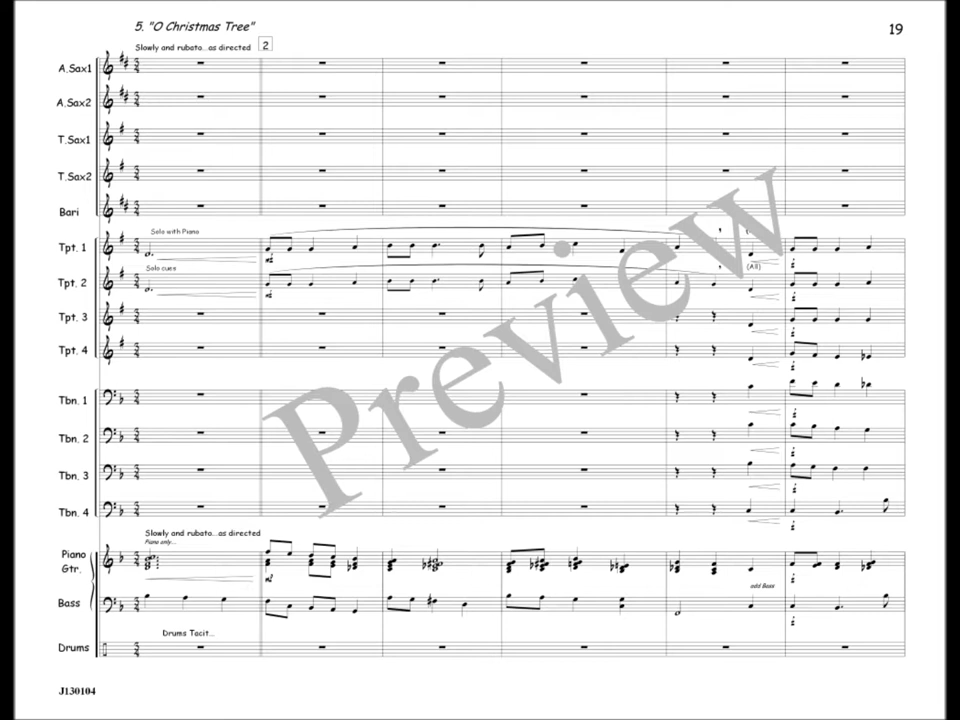 5. "O Christmas Tree"
19
Slowly and rubato...as directed
2
A.Sax1
A.Sax2
T.Sax1
T.Sax2
Bari
Solo with Piano
Tpt. 1
Solo cues
(All)
Tpt. 2
Tpt. 3
Tpt. 4
Tbn. 1
Tbn. 2
Tbn. 3
Tbn. 4
Slowly and rubato...as directed
Piano only...
Piano
Gtr.
add Bass
Bass
Drums Tacit...
Drums
J130104
Preview